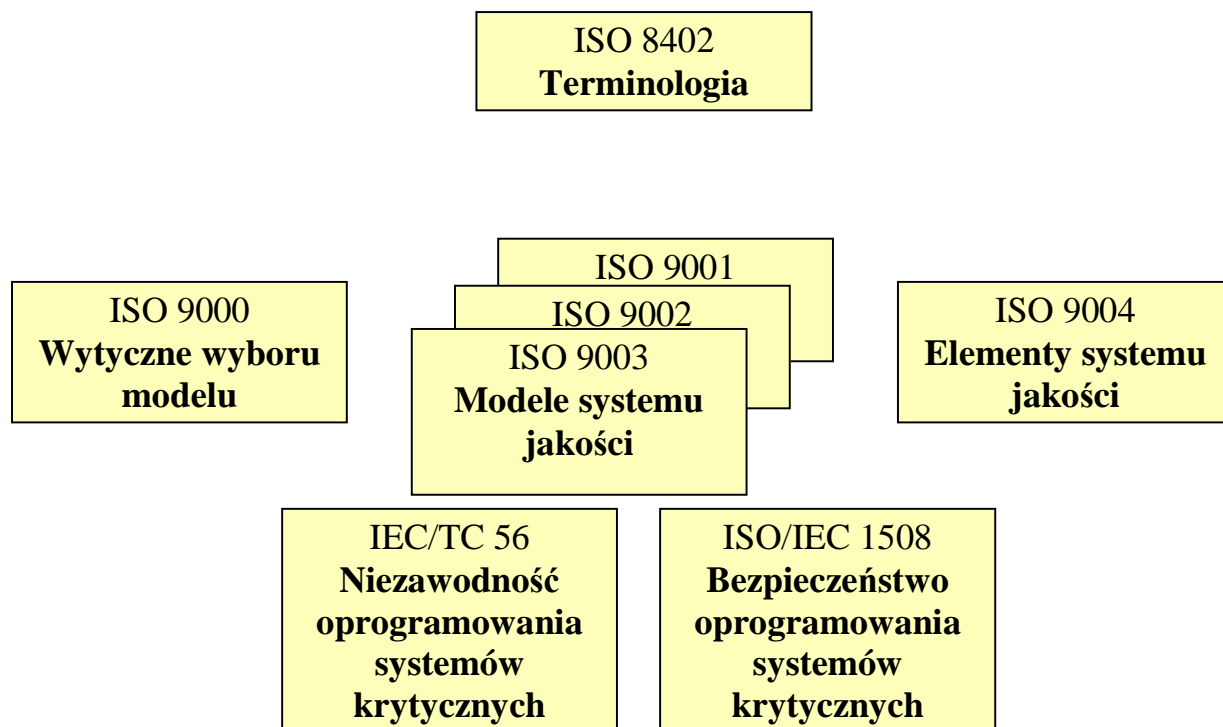 ISO 8402
Terminologia
ISO 9001
ISO 9002
ISO 9000
Wytyczne wyboru
modelu
ISO 9003
Modele systemu
jakości
ISO 9004
Elementy systemu
jakości
IEC/TC 56
Niezawodność
oprogramowania
systemów
krytycznych
ISO/IEC 1508
Bezpieczeństwo
oprogramowania
systemów
krytycznych